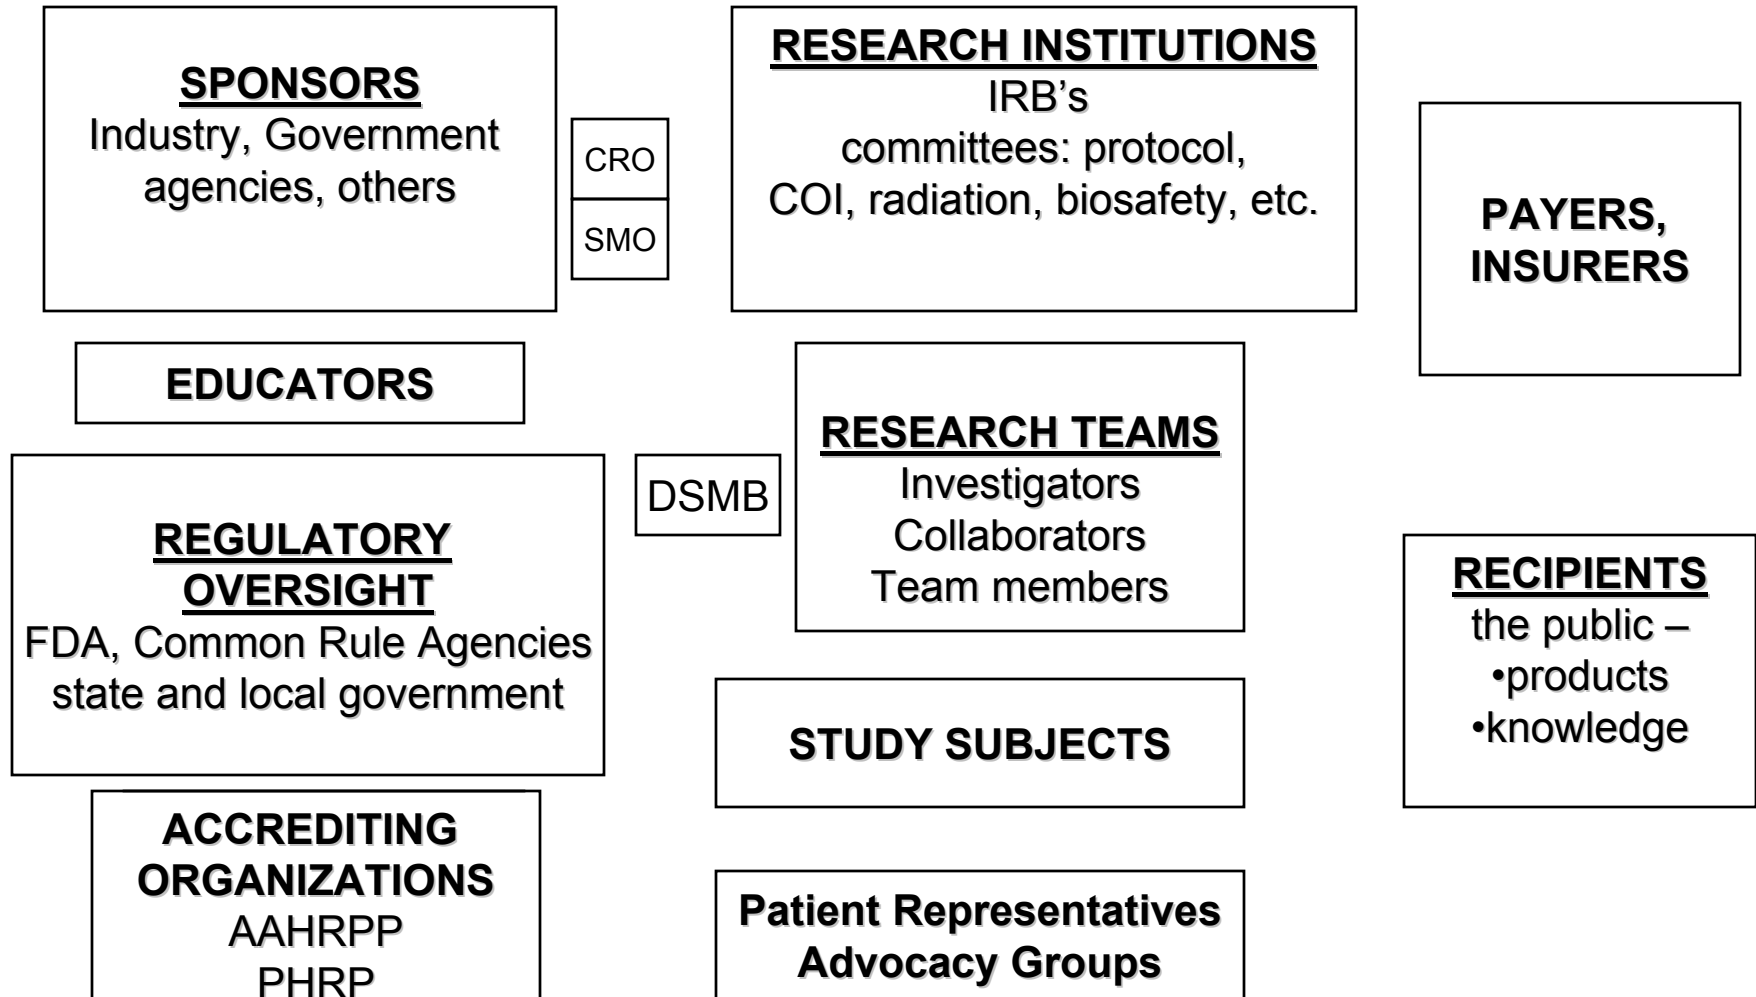 SPONSORS
Industry, Government
agencies, others
CRO
SMO
RESEARCH INSTITUTIONS
IRB’s
committees: protocol,
COI, radiation, biosafety, etc.
PAYERS,
INSURERS
EDUCATORS
RESEARCH TEAMS
Investigators
Collaborators
Team members
DSMB
REGULATORY
OVERSIGHT
FDA, Common Rule Agencies
state and local government
RECIPIENTS
the public –
•products
•knowledge
STUDY SUBJECTS
ACCREDITING
ORGANIZATIONS
AAHRPP
PHRP
Patient Representatives
Advocacy Groups